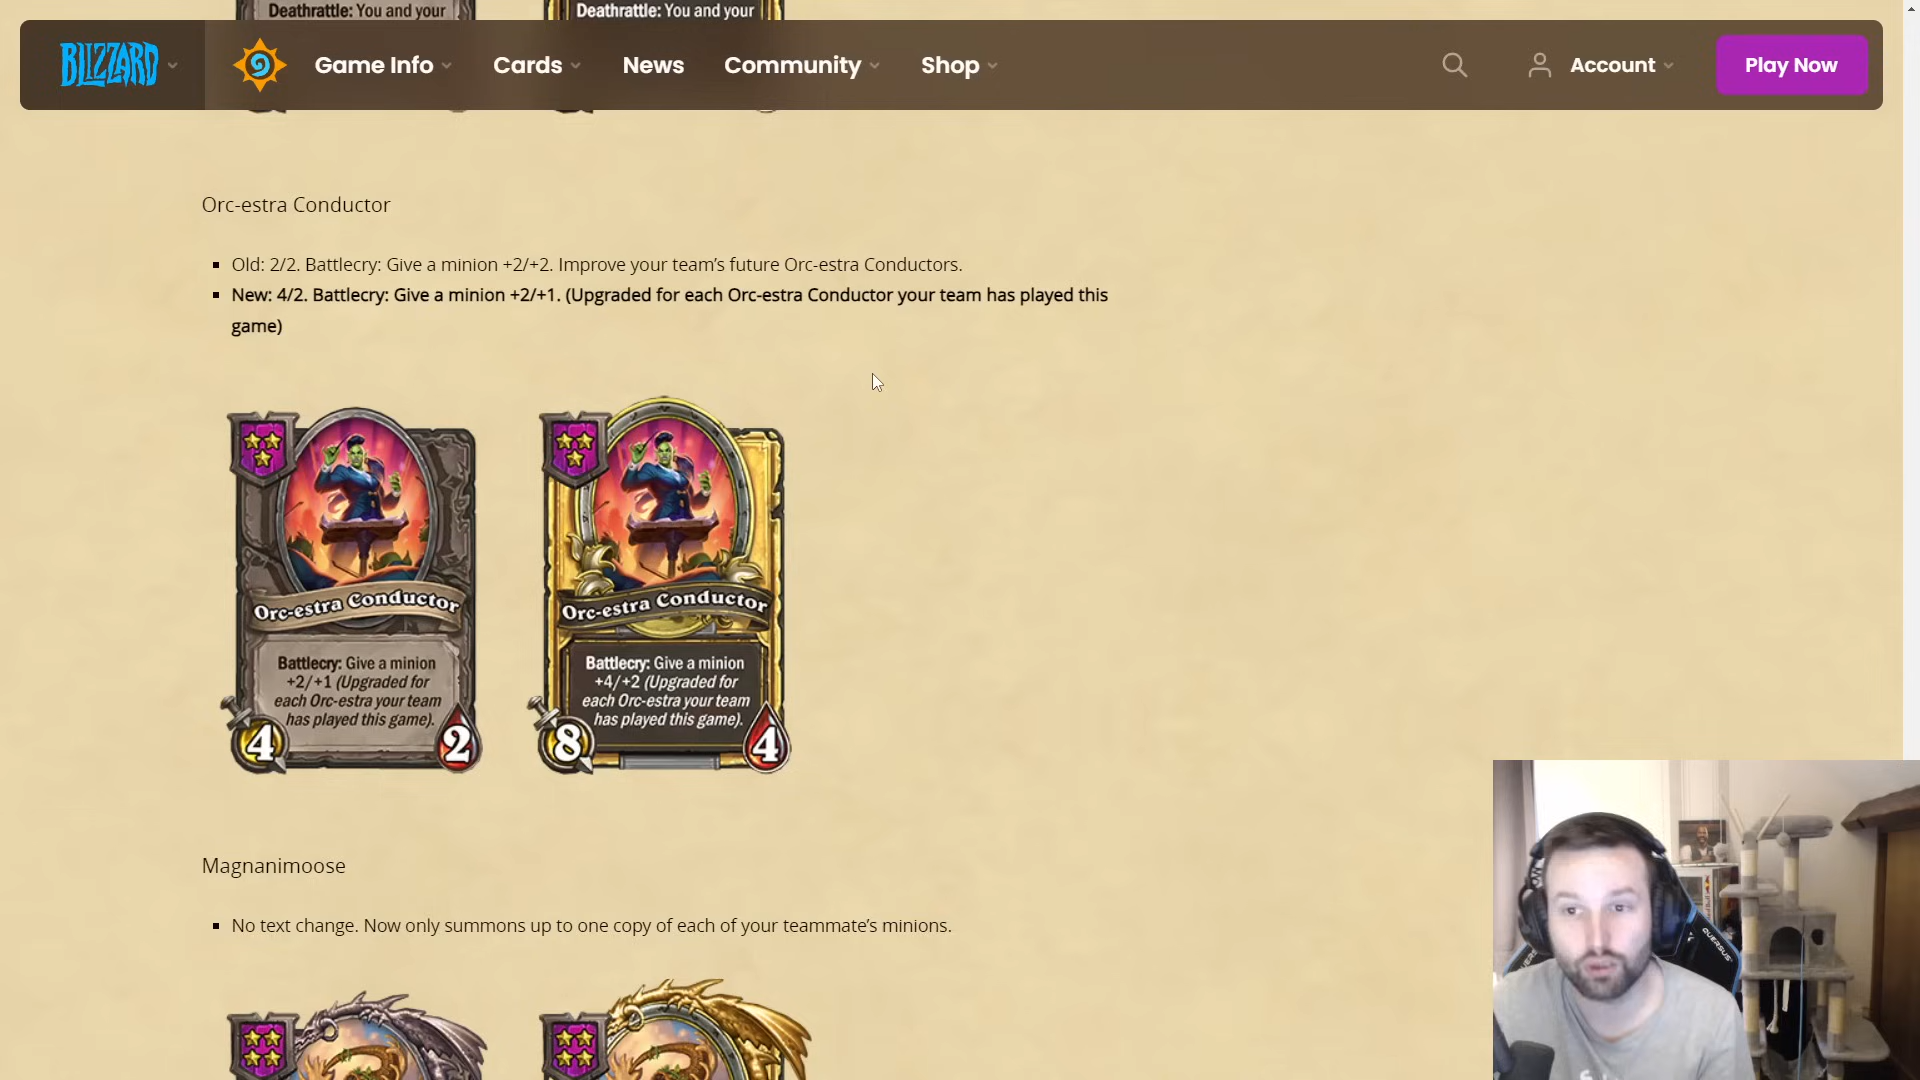 Deathrattle: You and your
Deathrattle: You and your
BLIZZARD
Game Info
Cards
News
Community
Shop
Account
Play Now
Orc-estra Conductor
Old: 2/2. Battlecry: Give a minion +2/+2. Improve your team’s future Orc-estra Conductors.
New: 4/2. Battlecry: Give a minion +2/+1. (Upgraded for each Orc-estra Conductor your team has played this
game)
Orc-estra Conductor
Battlecry: Give a minion
+2/+1 (Upgraded for
each Orc-estra your team
has played this game).
4
2
Orc-estra Conductor
Battlecry: Give a minion
+4/+2 (Upgraded for
each Orc-estra your team
has played this game).
8
4
Magnanimoose
No text change. Now only summons up to one copy of each of your teammate’s minions.
QUERSUS